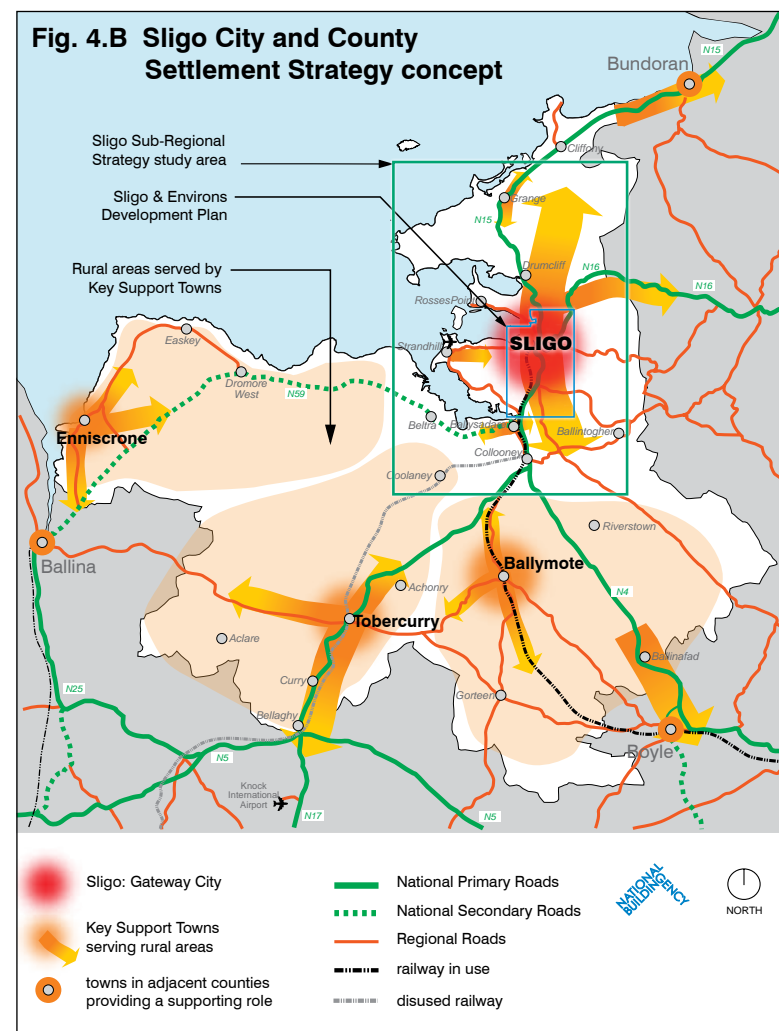 Fig. 4.B Sligo City and County
Settlement Strategy concept
N15
Bundoran
Sligo Sub-Regional
Strategy study area
Cliffony
Sligo & Environs
Development Plan
Grange
N15
Rural areas served by
Key Support Towns
Drumcliff
N16
N16
RossesPoint
Easkey
SLIGO
Strandhill
Dromore
West
N59
Enniscrone
Beltra
Ballysadare
Ballintogher
Collooney
Coolaney
Riverstown
Ballina
Ballymote
Achonry
N4
Tobercurry
Aclare
Ballinafad
Curry
Gorteen
N25
Bellaghy
Boyle
N5
Knock
International
Airport
N17
N5
Sligo: Gateway City
Key Support Towns
serving rural areas
towns in adjacent counties
providing a supporting role
National Primary Roads
National Secondary Roads
Regional Roads
railway in use
disused railway
NATIONAL
BUILDINGENCY
NORTH